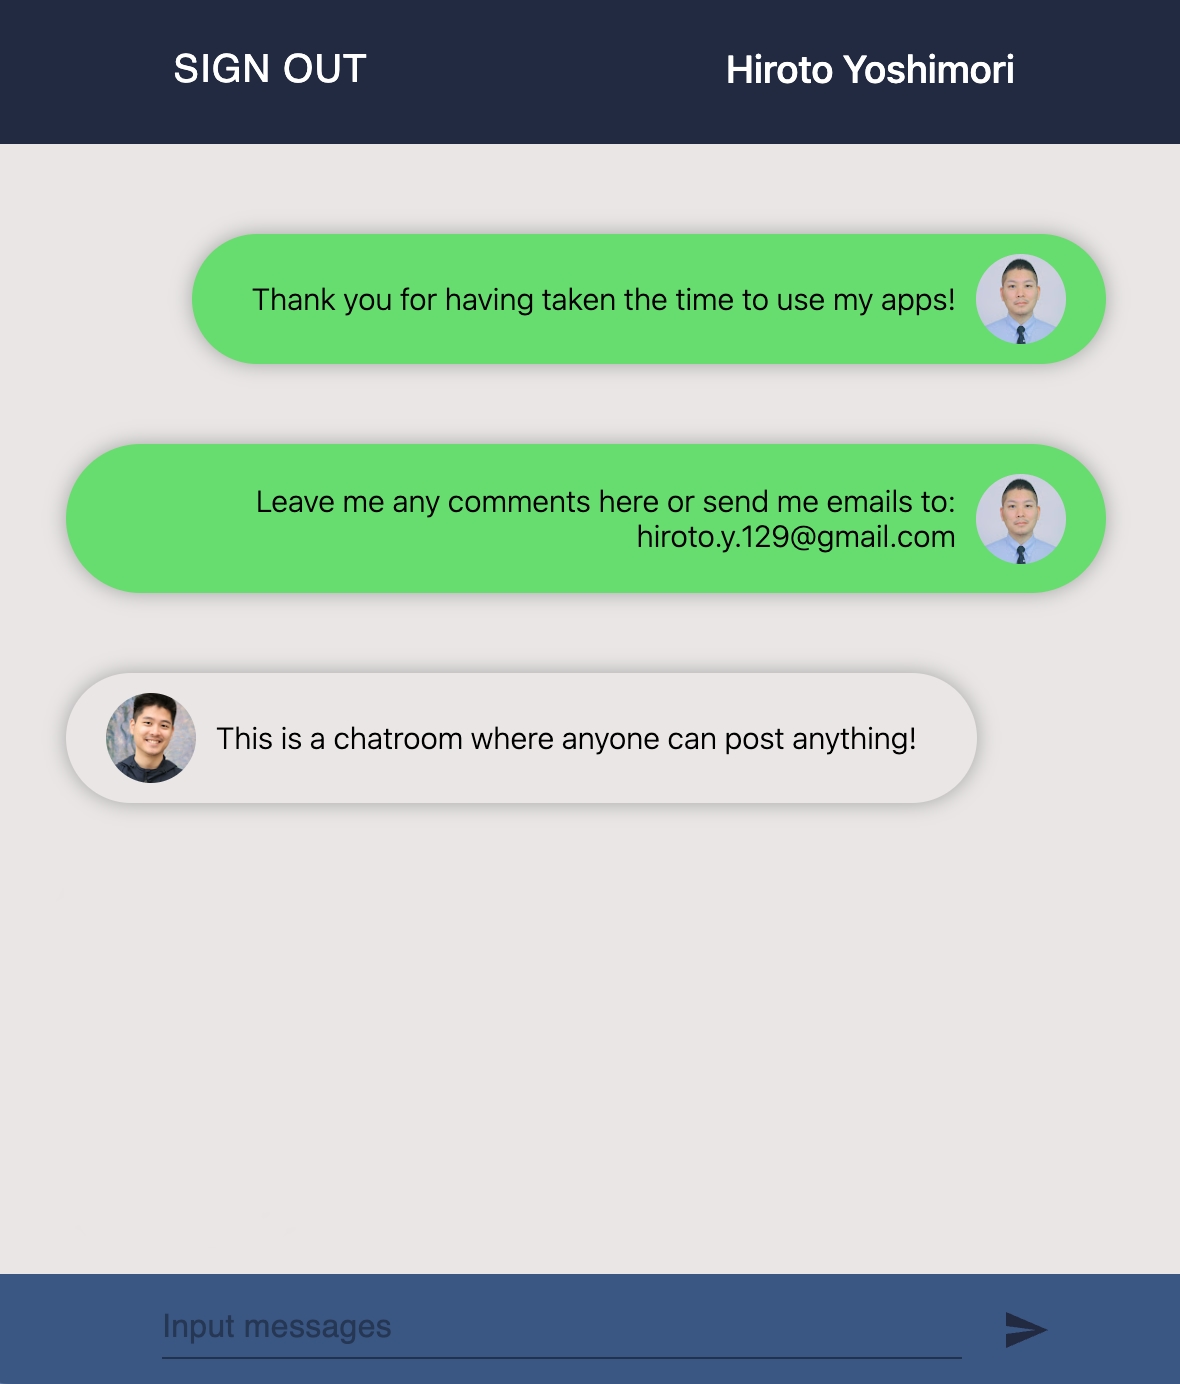 SIGN OUT
Hiroto Yoshimori
Thank you for having taken the time to use my apps!
Leave me any comments here or send me emails to:
hiroto.y.129@gmail.com
This is a chatroom where anyone can post anything!
Input messages